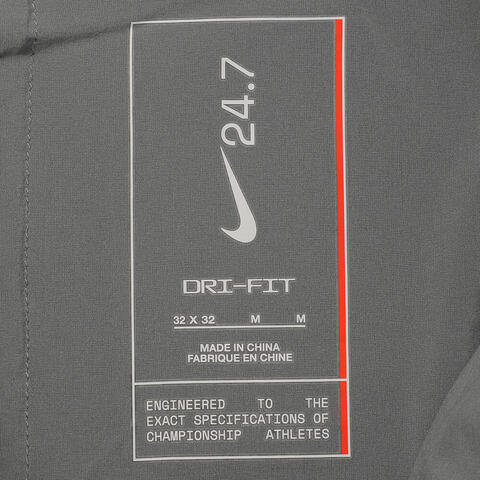 24.7
DRI-FIT
32 X 32 M M
MADE IN CHINA
FABRIQUE EN CHINE
ENGINEERED TO THE
EXACT SPECIFICATIONS OF
CHAMPIONSHIP ATHLETES